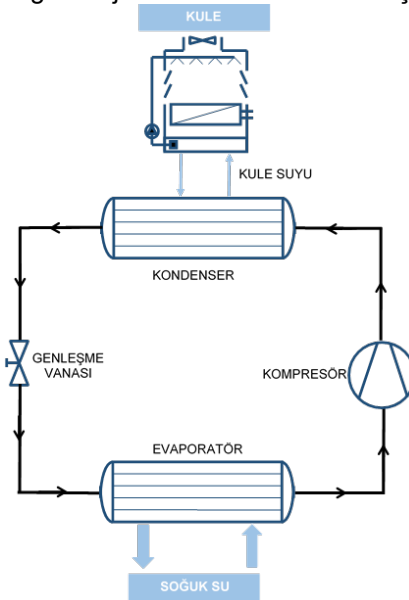 KULE
KULE SUYU
KONDENSER
GENLEŞME
VANASI
KOMPRESÖR
EVAPORATÖR
SOĞUK SU